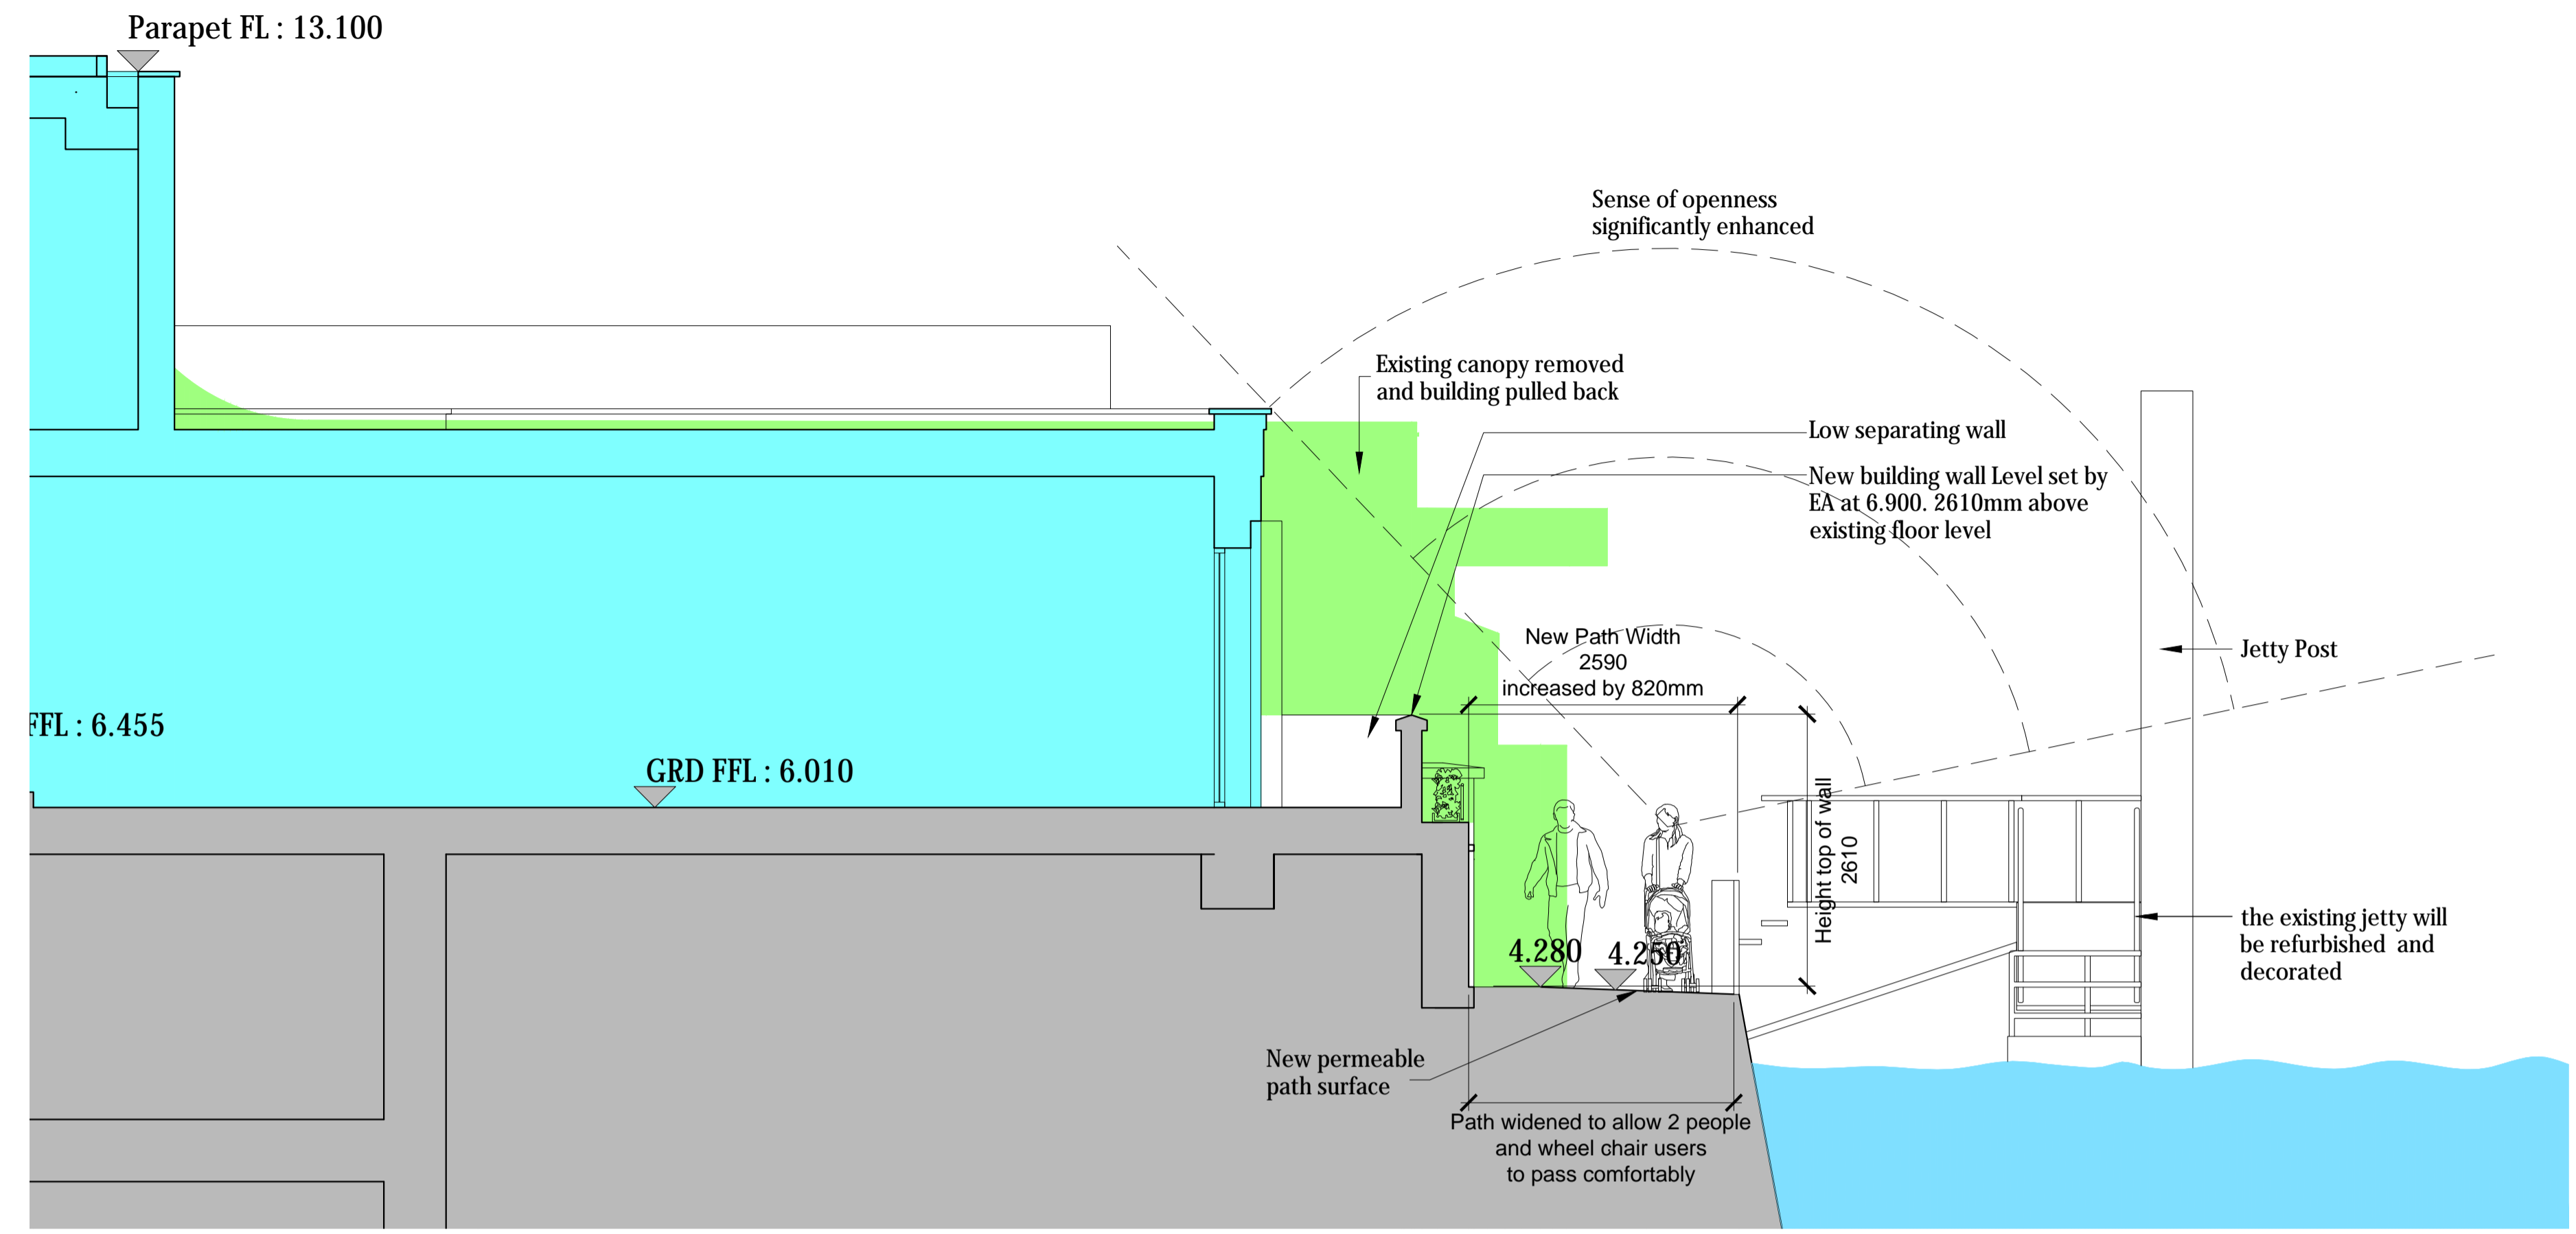 Parapet FL : 13.100
Sense of openness
significantly enhanced
Existing canopy removed
and building pulled back
Low separating wall
New building wall Level set by
EA at 6.900. 2610mm above
existing floor level
New Path Width
2590
increased by 820mm
Jetty Post
FFL : 6.455
GRD FFL : 6.010
Height top of wall
2610
4.280
4.250
the existing jetty will
be refurbished and
decorated
New permeable
path surface
Path widened to allow 2 people
and wheel chair users
to pass comfortably